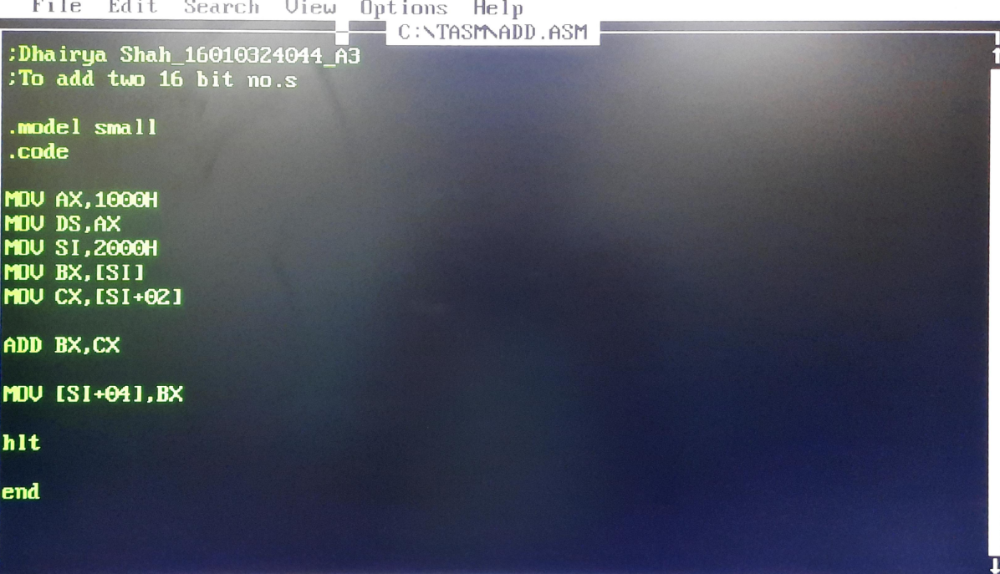 File Edit Search View Options Help
C:\TASM\ADD.ASM
;Dhairya Shah_16010324044_A3
;To add two 16 bit no.s
.model small
.code
MOV AX,1000H
MOV DS,AX
MOV SI,2000H
MOV BX,[SI]
MOV CX,[SI+02]
ADD BX,CX
MOV [SI+04],BX
hlt
end